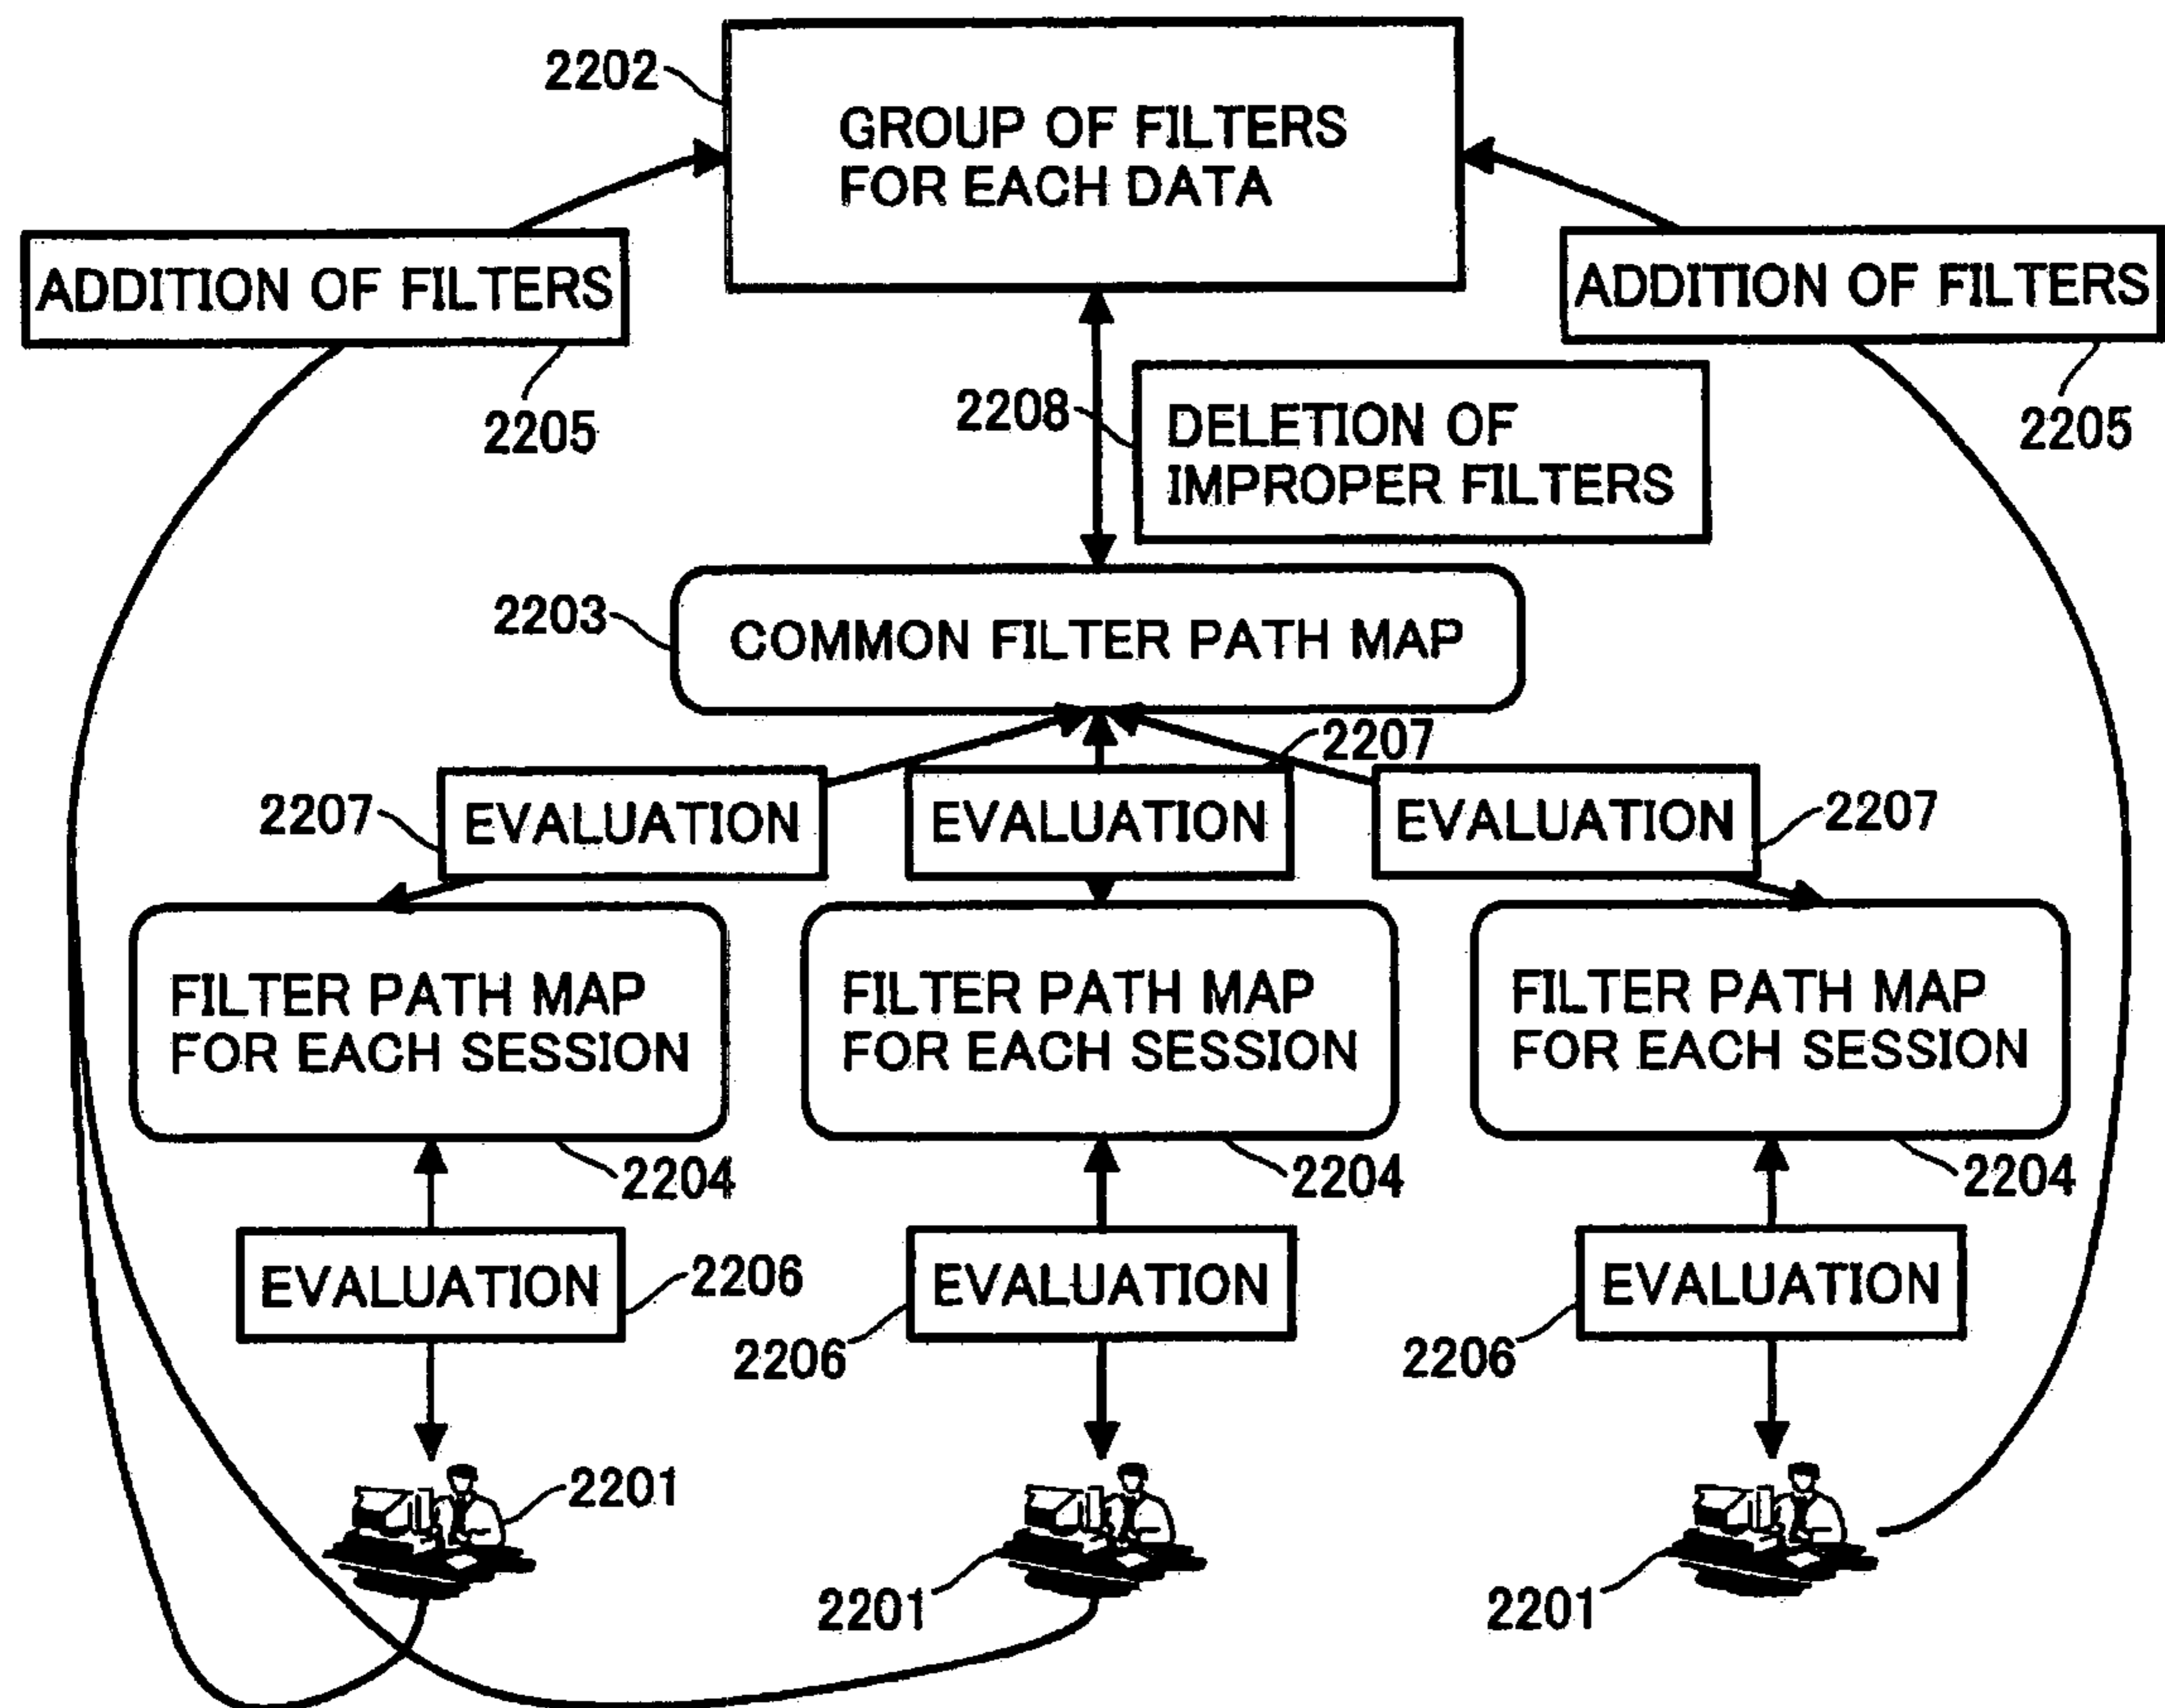 2202
GROUP OF FILTERS
FOR EACH DATA
ADDITION OF FILTERS
ADDITION OF FILTERS
2205
2208
DELETION OF
IMPROPER FILTERS
2205
2203
COMMON FILTER PATH MAP
2207
2207
EVALUATION
EVALUATION
EVALUATION
2207
FILTER PATH MAP
FOR EACH SESSION
FILTER PATH MAP
FOR EACH SESSION
FILTER PATH MAP
FOR EACH SESSION
2204
2204
2204
EVALUATION
2206
EVALUATION
2206
EVALUATION
2206
2201
2201
2201